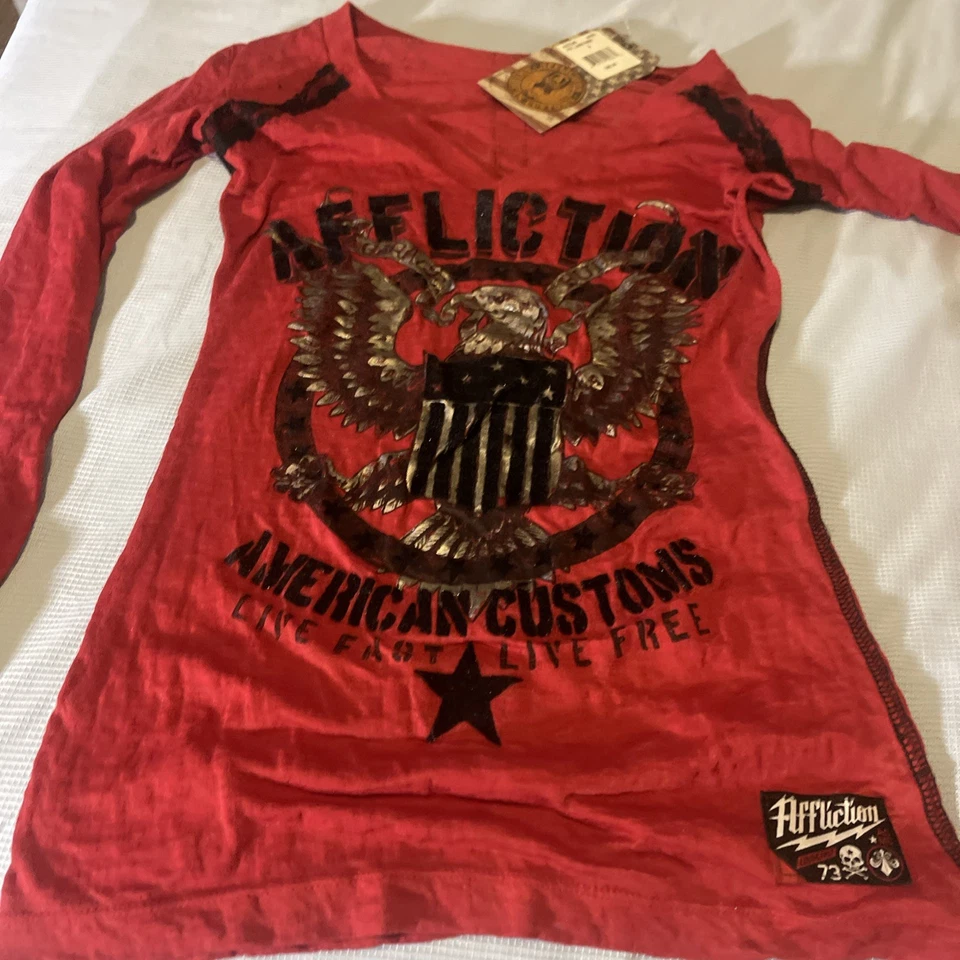 AFFLICTION
AMERICAN CUSTOMS
LIVE FAST LIVE FREE
Affliction
73